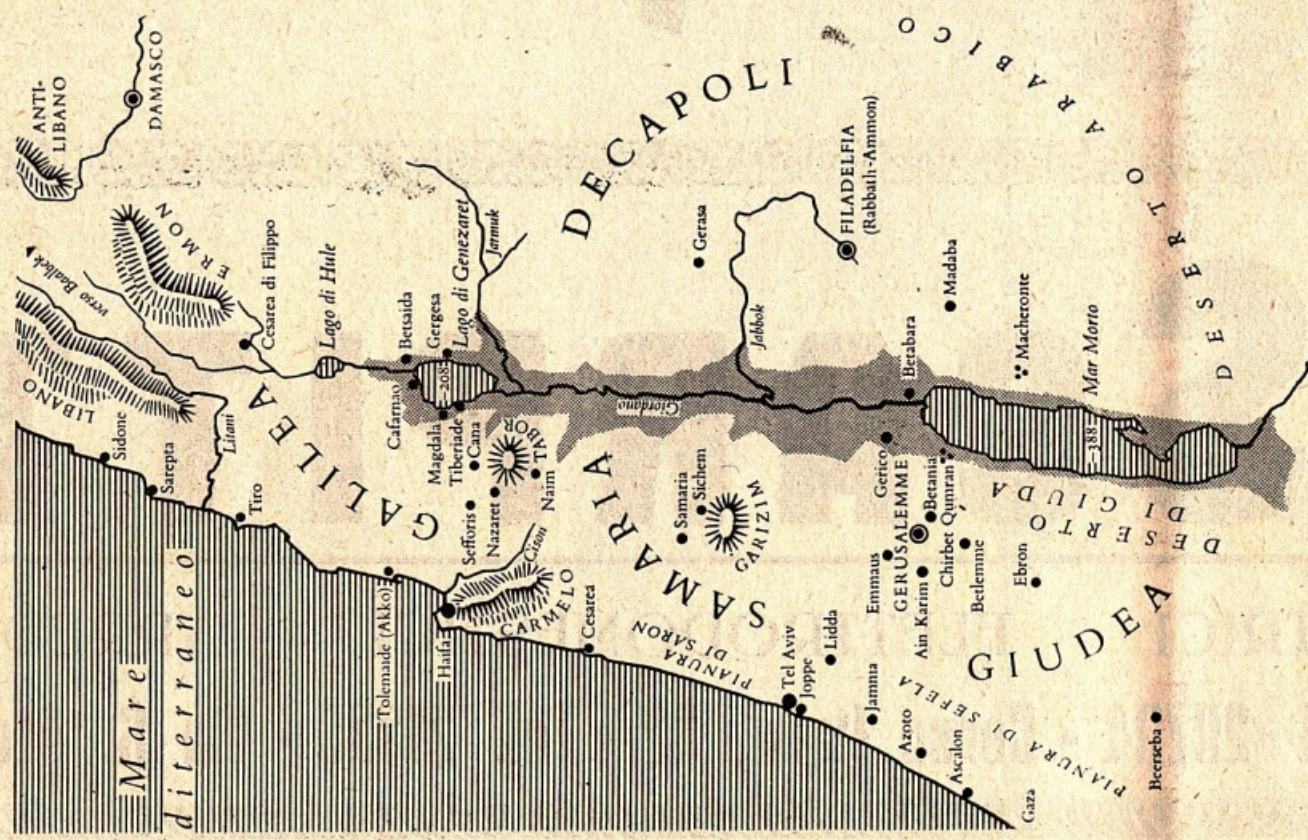 ANTI-
LIBANO
DAMASCO
LIBANO
verso Baalbek
ERMON
Sidone
Sarepta
Litani
Cesarea di Filippo
Tiro
GALILEA
Lago di Hule
Mare
diterraneo
Betsaida
Gergesa
Lago di Genezaret
Jarmuk
Cafarnao
-208-
Magdala
Tiberiade
Cana
TABOR
Naim
Sefforis
Nazaret
Cison
Tolemaide (Akko)
Haifa
CARMELO
Cesarea
DECAPOLI
Gerasa
Jabbok
Giordano
FILADELFIA
(Rabbath-Ammon)
SAMARIA
Samaria
Sichem
GARIZIM
PIANURA
DI SARON
Tel Aviv
Joppe
Lidda
Betabara
Madaba
Macheronte
Mar Morto
-388-
Gerico
GERUSALEMME
Betania
Chirbet Qumran
Emmaus
Ain Karim
Betlemme
Ebron
DESERTO
DI GIUDA
GIUDEA
Jamnia
Azoto
Ascalon
Gaza
PIANURA DI SEFELA
Beerseba
DESERTO ARABICO